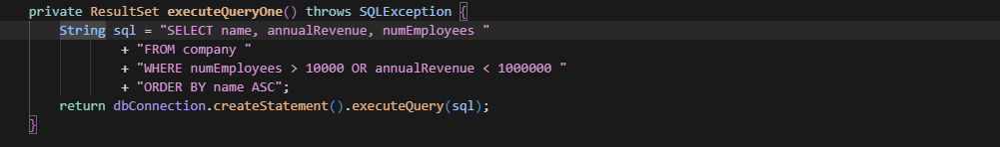 private ResultSet executeQueryOne() throws SQLException {
String sql = "SELECT name, annualRevenue, numEmployees "
+ "FROM company "
+ "WHERE numEmployees > 10000 OR annualRevenue < 1000000 "
+ "ORDER BY name ASC";
return dbConnection.createStatement().executeQuery(sql);
}